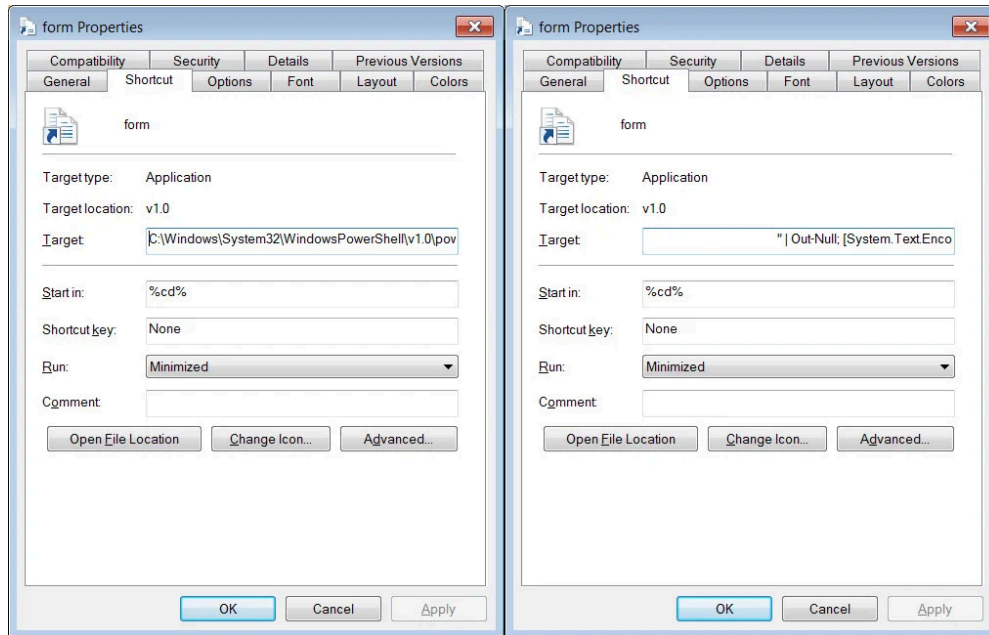 form Properties
Compatibility Security Details Previous Versions
General Shortcut Options Font Layout Colors
form
Target type: Application
Target location: v1.0
Target: C:\Windows\System32\WindowsPowerShell\v1.0\pow
Start in: %cd%
Shortcut key: None
Run: Minimized
Comment:
Open File Location Change Icon... Advanced...
OK Cancel Apply
form Properties
Compatibility Security Details Previous Versions
General Shortcut Options Font Layout Colors
form
Target type: Application
Target location: v1.0
Target: " | Out-Null; [System.Text.Enco
Start in: %cd%
Shortcut key: None
Run: Minimized
Comment:
Open File Location Change Icon... Advanced...
OK Cancel Apply